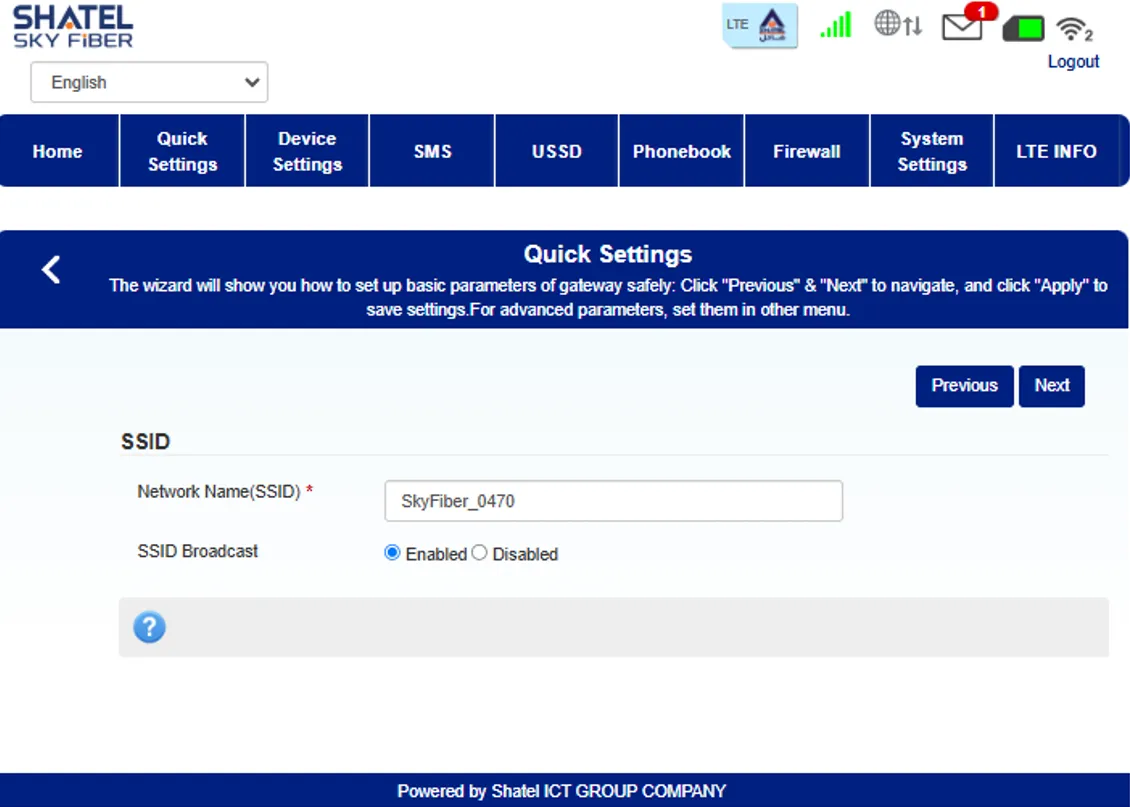 SHATEL
SKY FiBER
LTE
1
2
Logout
English
Home
Quick Settings
Device Settings
SMS
USSD
Phonebook
Firewall
System Settings
LTE INFO
Quick Settings
The wizard will show you how to set up basic parameters of gateway safely: Click "Previous" & "Next" to navigate, and click "Apply" to
save settings.For advanced parameters, set them in other menu.
Previous Next
SSID
Network Name(SSID) * SkyFiber_0470
SSID Broadcast Enabled Disabled
?
Powered by Shatel ICT GROUP COMPANY